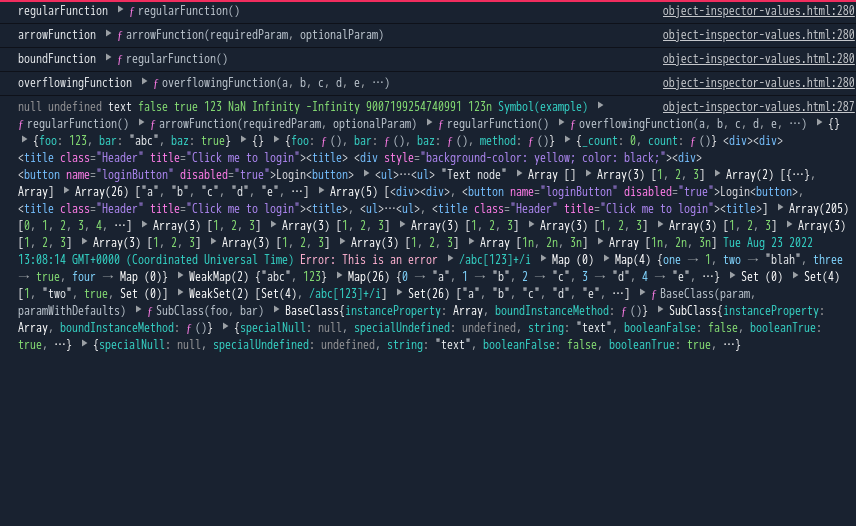 regularFunction ▶ ƒ regularFunction() object-inspector-values.html:280
arrowFunction ▶ ƒ arrowFunction(requiredParam, optionalParam) object-inspector-values.html:280
boundFunction ▶ ƒ regularFunction() object-inspector-values.html:280
overflowingFunction ▶ ƒ overflowingFunction(a, b, c, d, e, …) object-inspector-values.html:280
null undefined text false true 123 NaN Infinity -Infinity 9007199254740991 123n Symbol(example) ▶ object-inspector-values.html:287
ƒ regularFunction() ▶ ƒ arrowFunction(requiredParam, optionalParam) ▶ ƒ regularFunction() ▶ ƒ overflowingFunction(a, b, c, d, e, …) ▶ {}
▶ {foo: 123, bar: "abc", baz: true} ▶ {} ▶ {foo: ƒ (), bar: ƒ (), baz: ƒ (), method: ƒ ()} ▶ {_count: 0, count: ƒ ()} <div><div>
<title class="Header" title="Click me to login"><title> <div style="background-color: yellow; color: black;"><div>
<button name="loginButton" disabled="true">Login<button> ▶ <ul>…<ul> "Text node" ▶ Array [] ▶ Array(3) [1, 2, 3] ▶ Array(2) [{…},
Array] ▶ Array(26) ["a", "b", "c", "d", "e", …] ▶ Array(5) [<div><div>, <button name="loginButton" disabled="true">Login<button>,
<title class="Header" title="Click me to login"><title>, <ul>…<ul>, <title class="Header" title="Click me to login"><title>] ▶ Array(205)
[0, 1, 2, 3, 4, …] ▶ Array(3) [1, 2, 3] ▶ Array(3) [1, 2, 3] ▶ Array(3) [1, 2, 3] ▶ Array(3) [1, 2, 3] ▶ Array(3) [1, 2, 3] ▶ Array(3)
[1, 2, 3] ▶ Array(3) [1, 2, 3] ▶ Array(3) [1, 2, 3] ▶ Array(3) [1, 2, 3] ▶ Array [1n, 2n, 3n] ▶ Array [1n, 2n, 3n] Tue Aug 23 2022
13:08:14 GMT+0000 (Coordinated Universal Time) Error: This is an error ▶ /abc[123]+/i ▶ Map (0) ▶ Map(4) {one → 1, two → "blah", three
→ true, four → Map (0)} ▶ WeakMap(2) {"abc", 123} ▶ Map(26) {0 → "a", 1 → "b", 2 → "c", 3 → "d", 4 → "e", …} ▶ Set (0) ▶ Set(4)
[1, "two", true, Set (0)] ▶ WeakSet(2) [Set(4), /abc[123]+/i] ▶ Set(26) ["a", "b", "c", "d", "e", …] ▶ ƒ BaseClass(param,
paramWithDefaults) ▶ ƒ SubClass(foo, bar) ▶ BaseClass{instanceProperty: Array, boundInstanceMethod: ƒ ()} ▶ SubClass{instanceProperty:
Array, boundInstanceMethod: ƒ ()} ▶ {specialNull: null, specialUndefined: undefined, string: "text", booleanFalse: false, booleanTrue:
true, …} ▶ {specialNull: null, specialUndefined: undefined, string: "text", booleanFalse: false, booleanTrue: true, …}